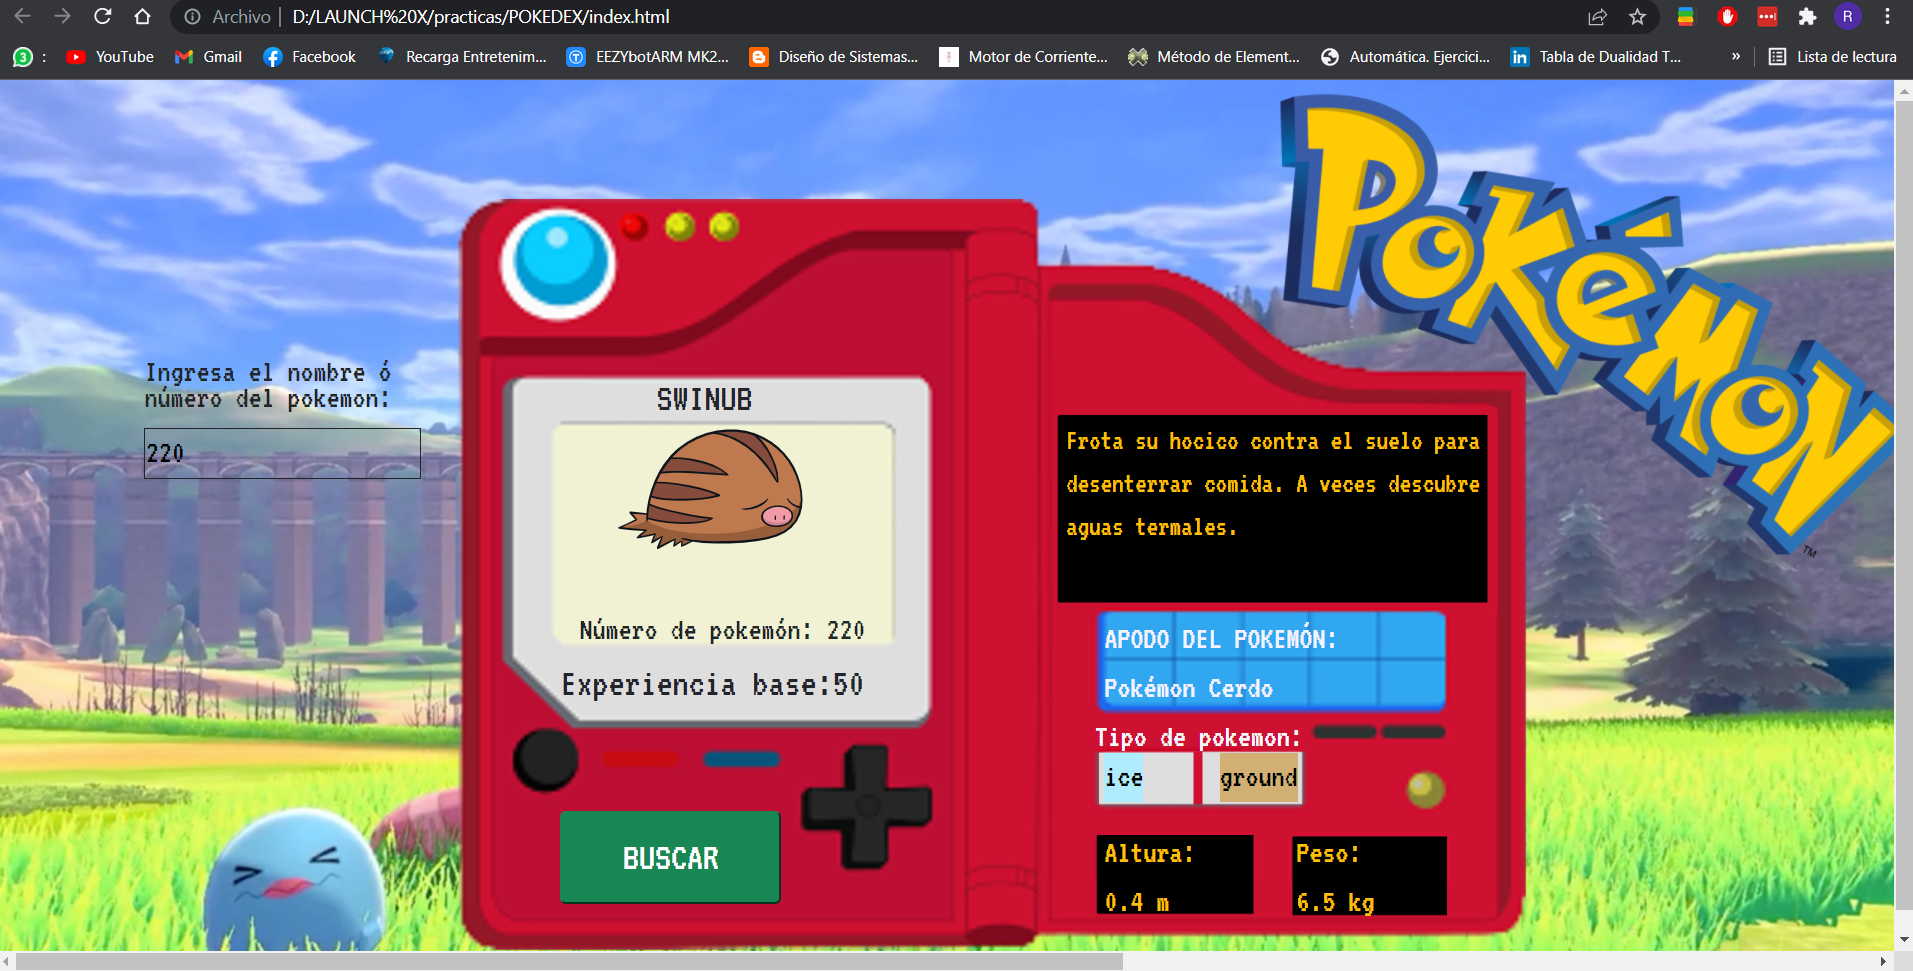 Archivo | D:/LAUNCH%20X/practicas/POKEDEX/index.html
R
3 :
YouTube
Gmail
Facebook
Recarga Entretenim...
EEZYbotARM MK2...
Diseño de Sistemas...
Motor de Corriente...
Método de Element...
Automática. Ejercici...
Tabla de Dualidad T...
»
Lista de lectura
POKéMON
TM
Ingresa el nombre ó
número del pokemon:
220
SWINUB
Número de pokemón: 220
Experiencia base:50
BUSCAR
Frota su hocico contra el suelo para
desenterrar comida. A veces descubre
aguas termales.
APODO DEL POKEMÓN:
Pokémon Cerdo
Tipo de pokemon:
ice
ground
Altura:
0.4 m
Peso:
6.5 kg